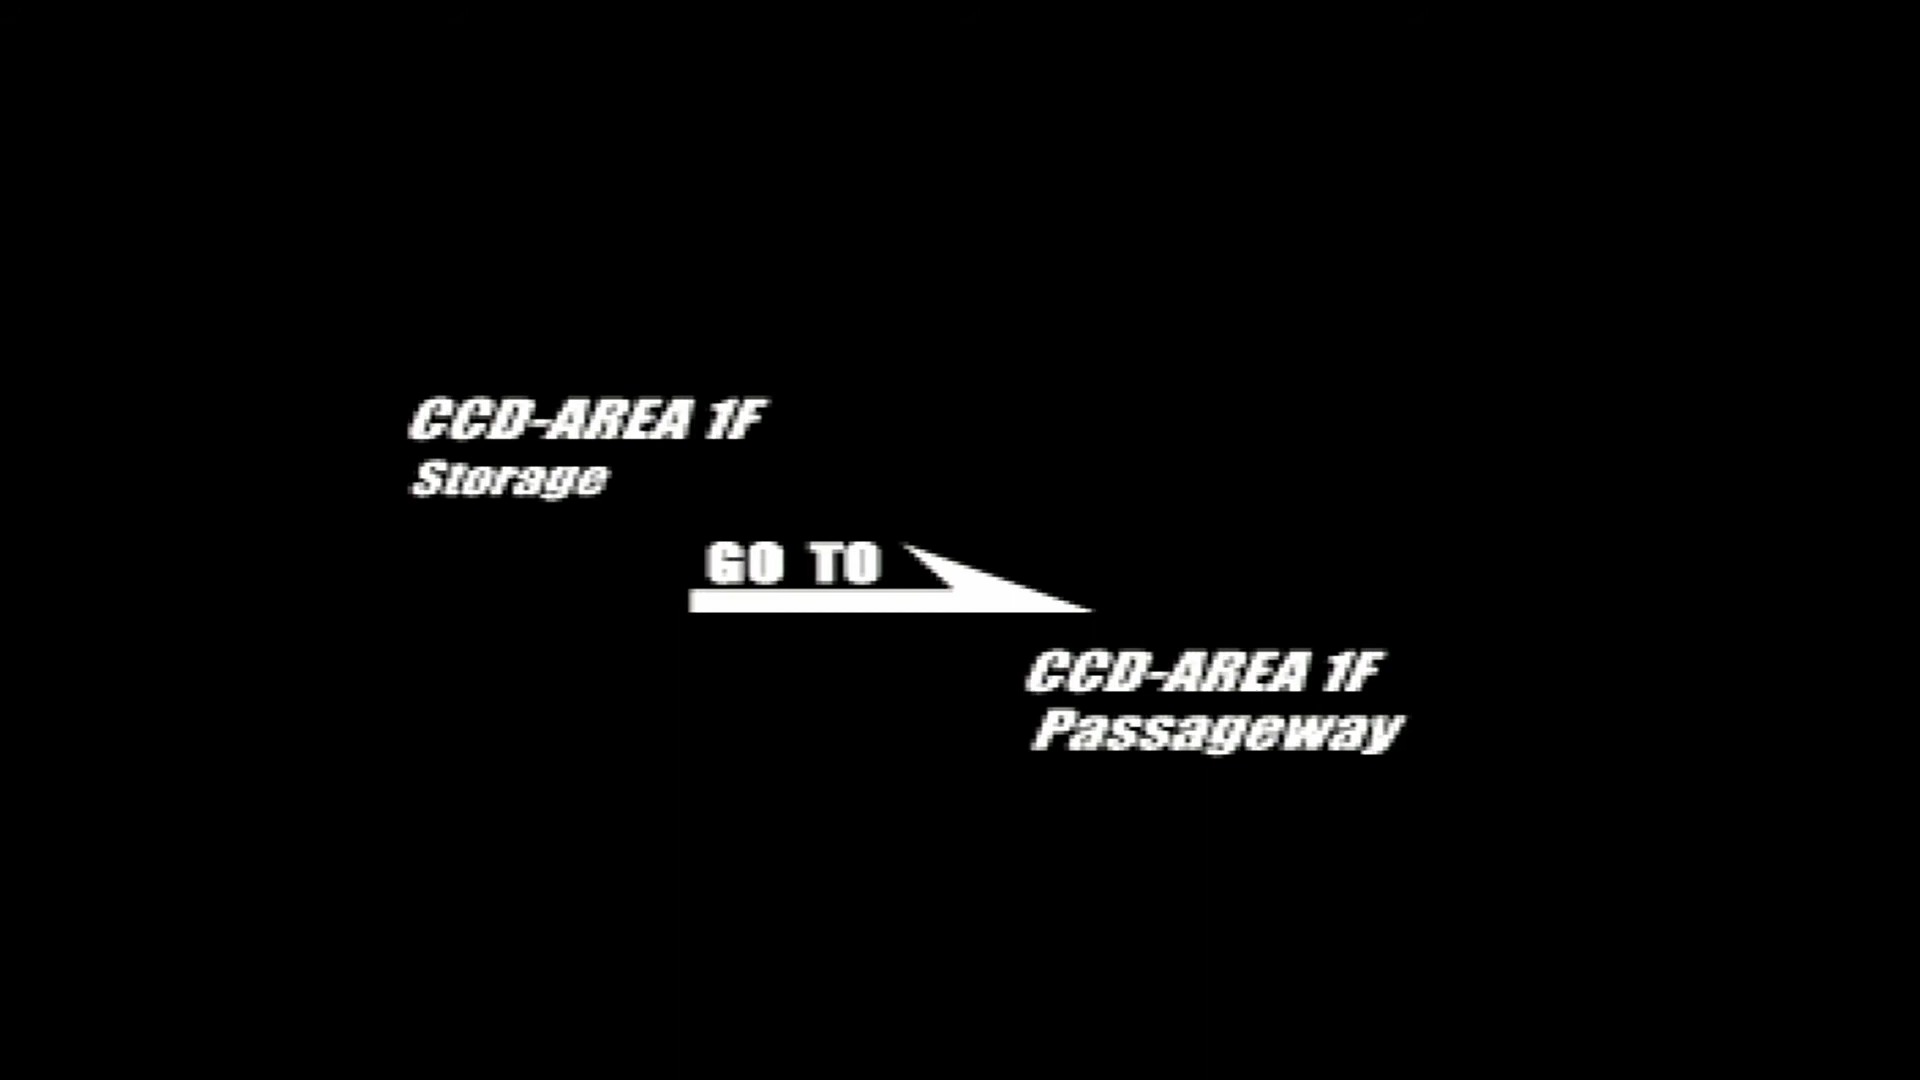 CCD-AREA 1F
Storage
GO TO
CCD-AREA 1F
Passageway